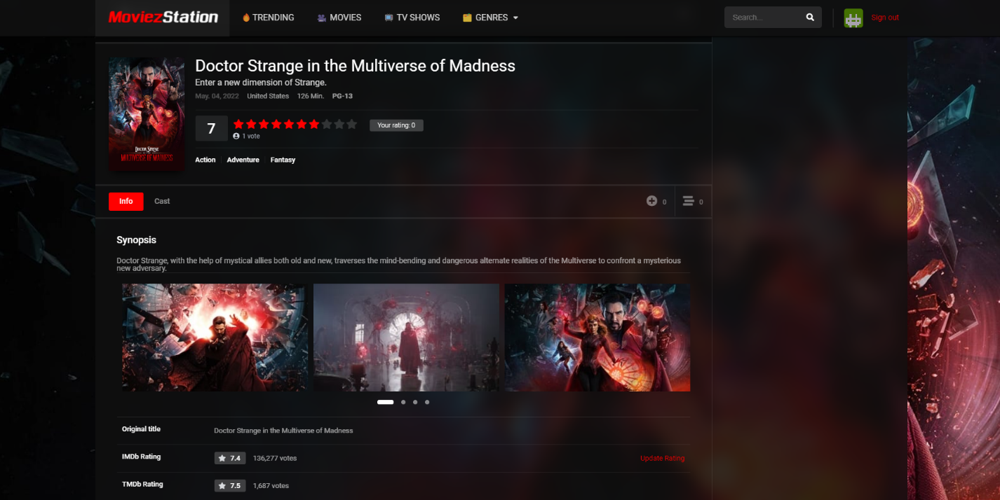 MoviezStation
TRENDING
MOVIES
TV SHOWS
GENRES
Search...
Sign out
Doctor Strange in the Multiverse of Madness
Enter a new dimension of Strange.
May. 04, 2022 United States 126 Min. PG-13
7
1 vote
Your rating: 0
Action Adventure Fantasy
DOCTOR STRANGE
IN THE
MULTIVERSE OF MADNESS
Info
Cast
0
0
Synopsis
Doctor Strange, with the help of mystical allies both old and new, traverses the mind-bending and dangerous alternate realities of the Multiverse to confront a mysterious
new adversary.
Original title
Doctor Strange in the Multiverse of Madness
IMDb Rating
7.4
136,277 votes
Update Rating
TMDb Rating
7.5
1,687 votes